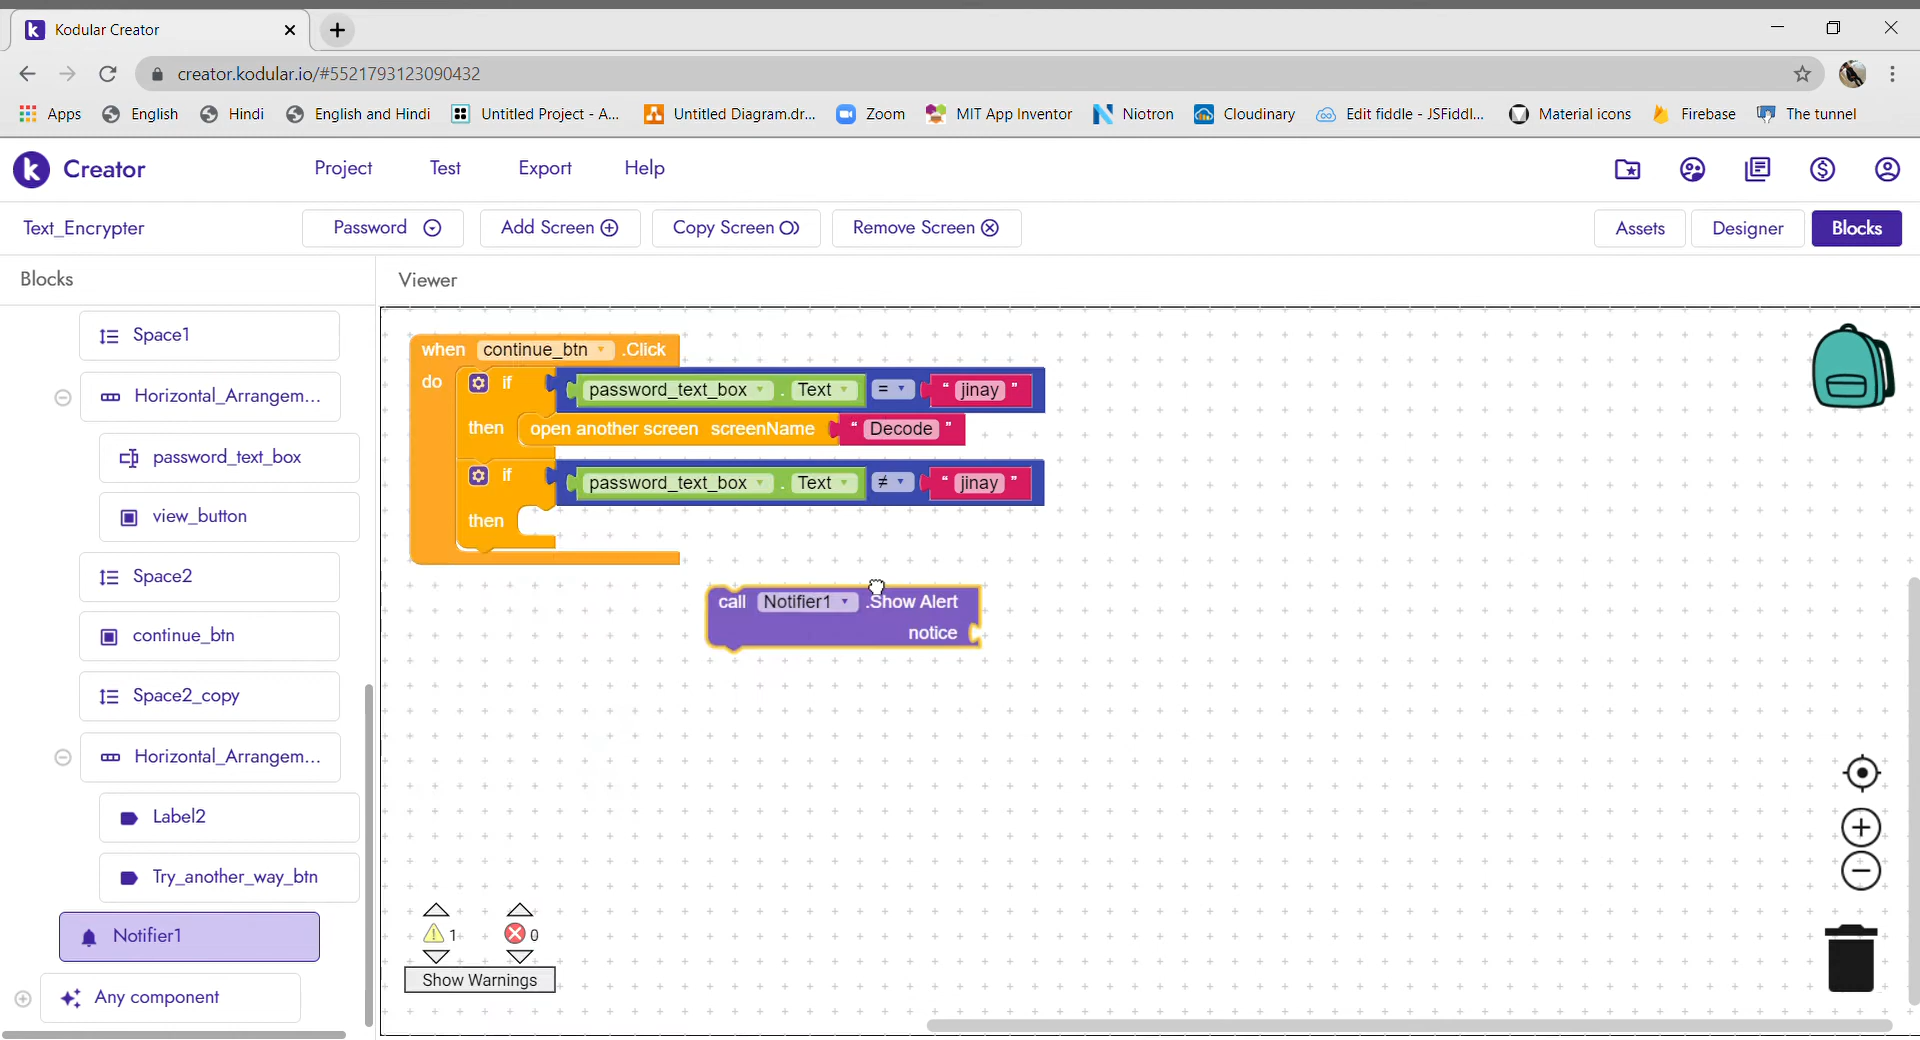 Kodular Creator
creator.kodular.io/#5521793123090432
Apps English Hindi English and Hindi Untitled Project - A... Untitled Diagram.dr... Zoom MIT App Inventor Niotron Cloudinary Edit fiddle - JSFiddl... Material icons Firebase The tunnel
Creator Project Test Export Help
Text_Encrypter Password Add Screen Copy Screen Remove Screen Assets Designer Blocks
Blocks Viewer
Space1
Horizontal_Arrangem...
password_text_box
view_button
Space2
continue_btn
Space2_copy
Horizontal_Arrangem...
Label2
Try_another_way_btn
Notifier1
Any component
when continue_btn .Click
do if password_text_box . Text = “ jinay ”
then open another screen screenName “ Decode ”
if password_text_box . Text ≠ “ jinay ”
then
call Notifier1 .Show Alert
notice
1 0
Show Warnings